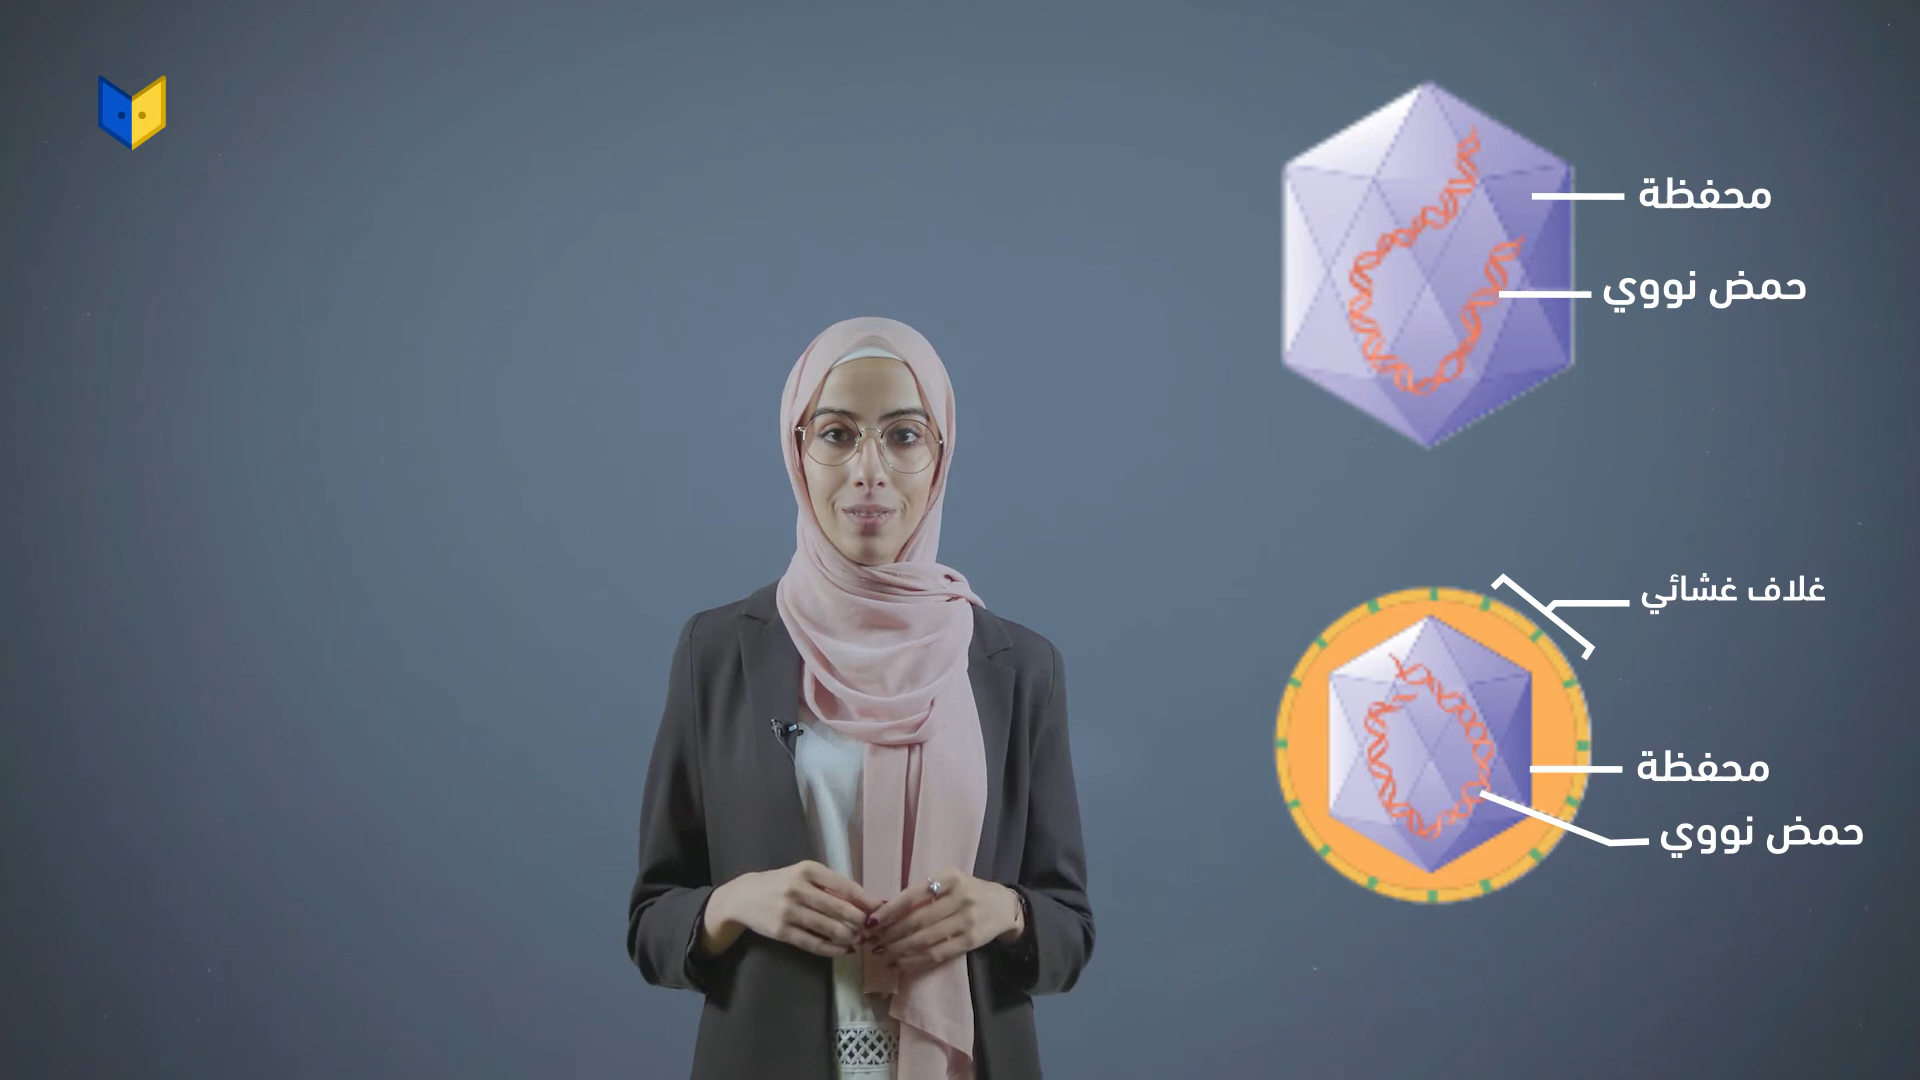 محفظة
حمض نووي
غلاف غشائي
محفظة
حمض نووي